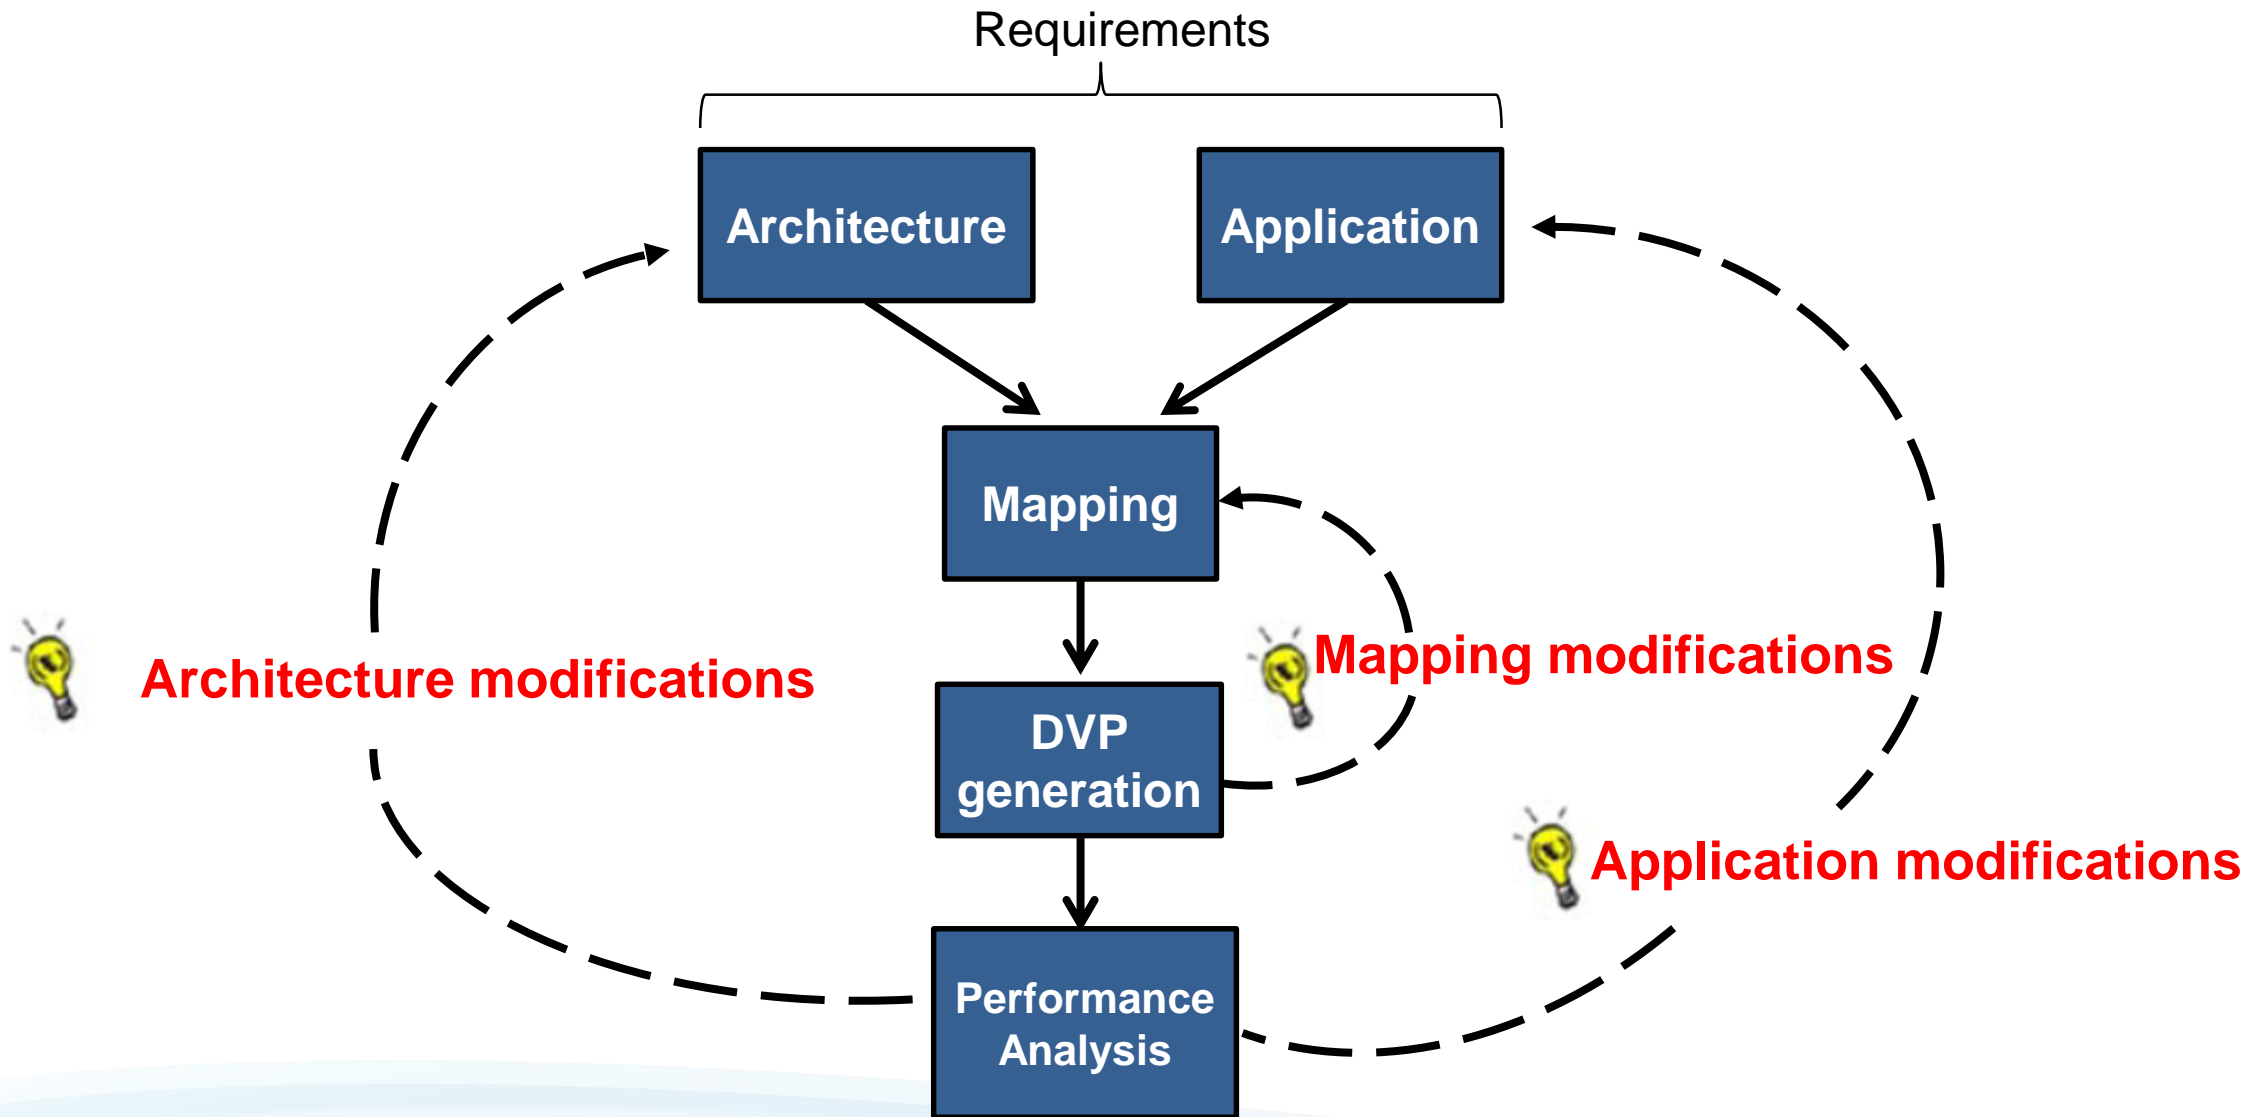 Requirements
Architecture
Application
Mapping
Mapping modifications
Architecture modifications
DVP
generation
Application modifications
Performance
Analysis